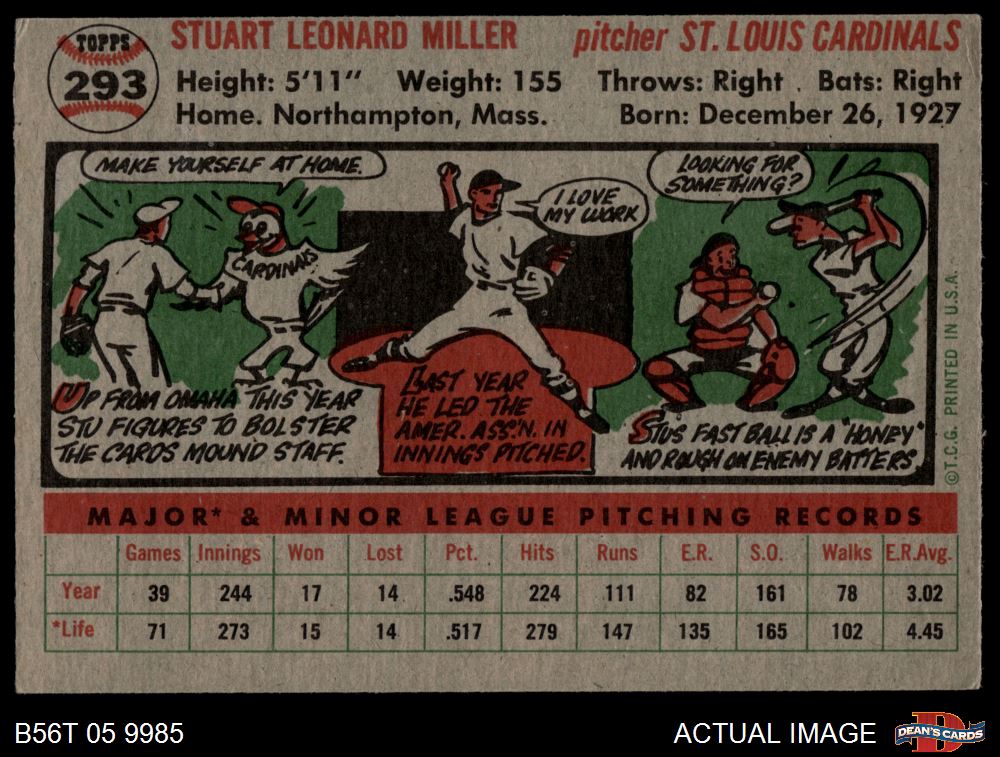 TOPPS
293
STUART LEONARD MILLER pitcher ST. LOUIS CARDINALS
Height: 5'11" Weight: 155 Throws: Right . Bats: Right
Home. Northampton, Mass. Born: December 26, 1927
MAKE YOURSELF AT HOME.
CARDINALS
UP FROM OMAHA THIS YEAR
STU FIGURES TO BOLSTER
THE CARDS MOUND STAFF.
I LOVE
MY WORK
LAST YEAR
HE LED THE
AMER. ASS'N. IN
INNINGS PITCHED.
LOOKING FOR
SOMETHING?
STU'S FAST BALL IS A "HONEY"
AND ROUGH ON ENEMY BATTERS.
©T.C.G. PRINTED IN U.S.A.
MAJOR* & MINOR LEAGUE PITCHING RECORDS
Games Innings Won Lost Pct. Hits Runs E.R. S.O. Walks E.R.Avg.
Year 39 244 17 14 .548 224 111 82 161 78 3.02
*Life 71 273 15 14 .517 279 147 135 165 102 4.45
B56T 05 9985 ACTUAL IMAGE DEAN'S CARDS